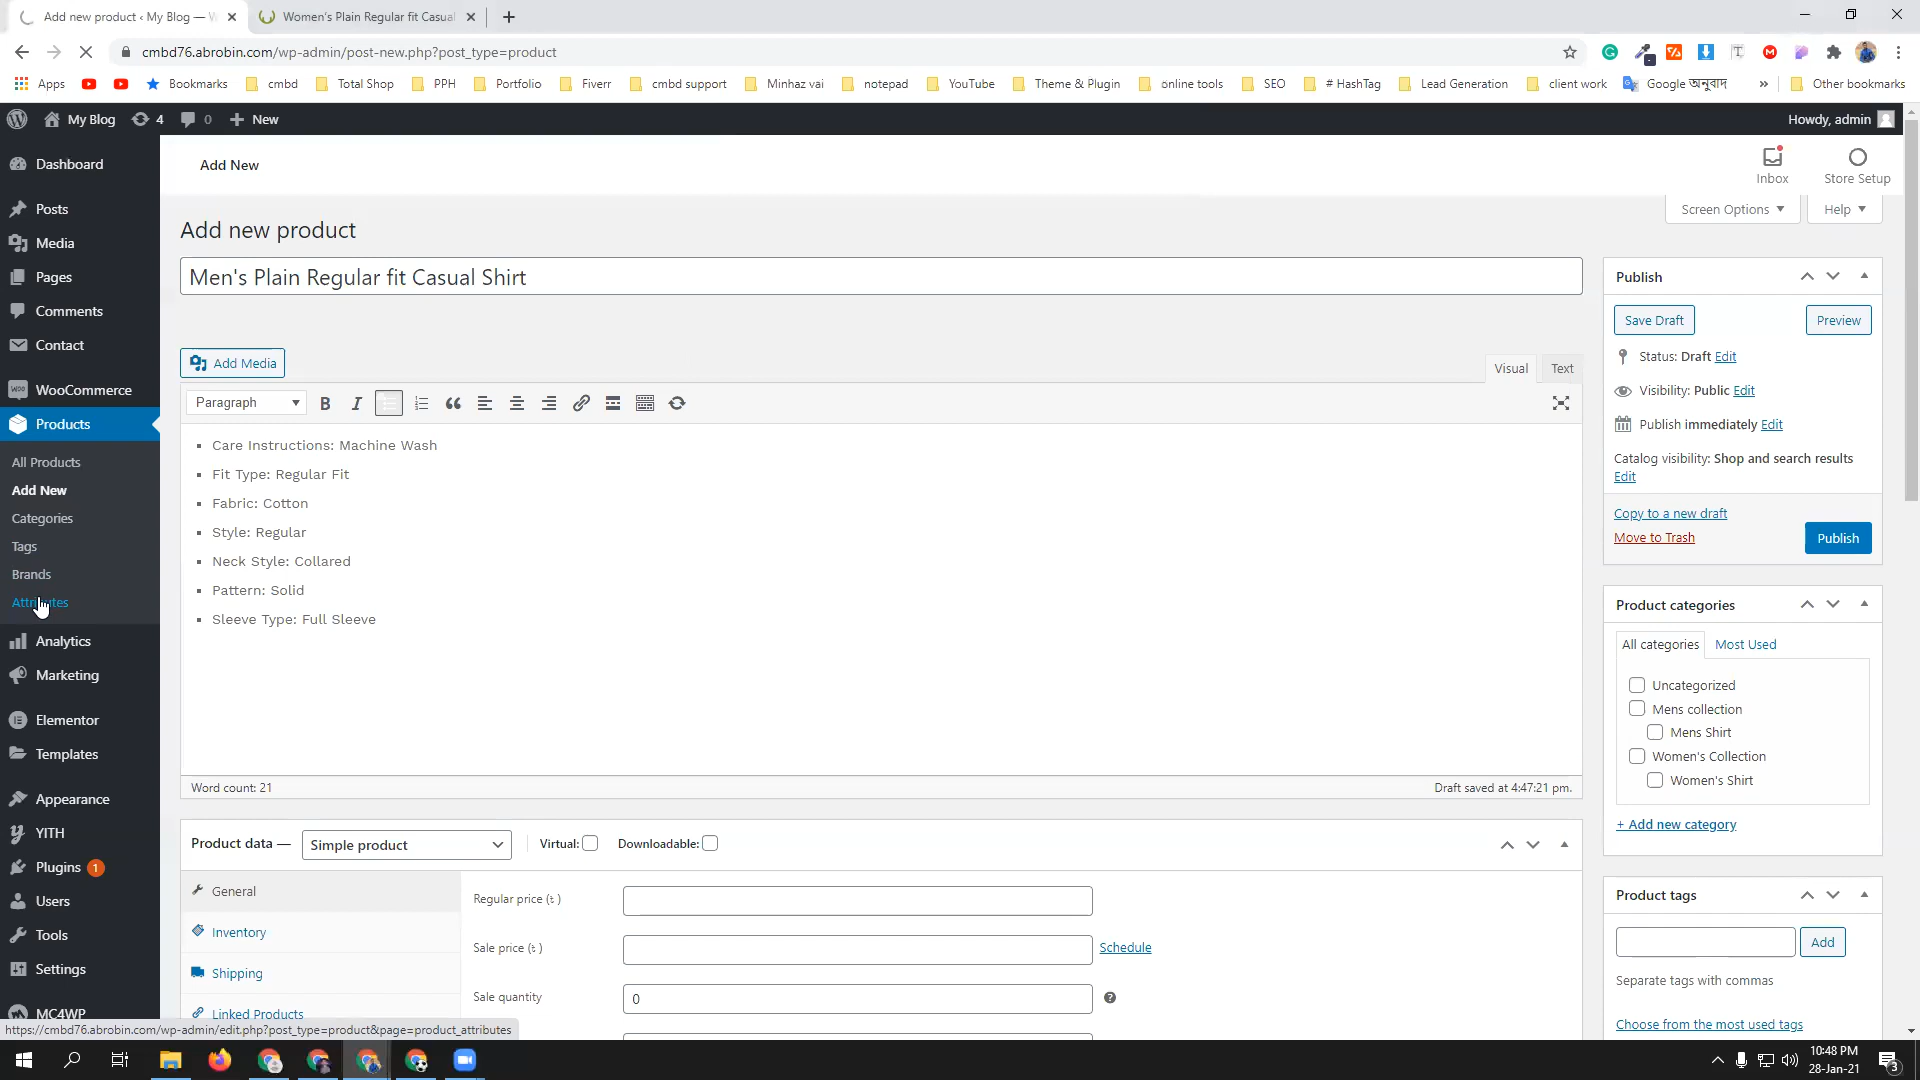 Add new product ‹ My Blog — W
Women's Plain Regular fit Casual
cmbd76.abrobin.com/wp-admin/post-new.php?post_type=product
Apps
Bookmarks
cmbd
Total Shop
PPH
Portfolio
Fiverr
cmbd support
Minhaz vai
notepad
YouTube
Theme & Plugin
online tools
SEO
# HashTag
Lead Generation
client work
Google অনুবাদ
»
Other bookmarks
My Blog
4
0
New
Howdy, admin
Dashboard
Posts
Media
Pages
Comments
Contact
WooCommerce
Products
All Products
Add New
Categories
Tags
Brands
Attributes
Analytics
Marketing
Elementor
Templates
Appearance
YITH
Plugins 1
Users
Tools
Settings
MC4WP
Add New
Inbox
Store Setup
Screen Options
Help
Add new product
Men's Plain Regular fit Casual Shirt
Add Media
Visual
Text
Paragraph
Care Instructions: Machine Wash
Fit Type: Regular Fit
Fabric: Cotton
Style: Regular
Neck Style: Collared
Pattern: Solid
Sleeve Type: Full Sleeve
Word count: 21
Draft saved at 4:47:21 pm.
Product data —
Simple product
Virtual:
Downloadable:
General
Inventory
Shipping
Linked Products
Regular price (৳ )
Sale price (৳ )
Schedule
Sale quantity
0
Publish
Save Draft
Preview
Status: Draft Edit
Visibility: Public Edit
Publish immediately Edit
Catalog visibility: Shop and search results
Edit
Copy to a new draft
Move to Trash
Publish
Product categories
All categories
Most Used
Uncategorized
Mens collection
Mens Shirt
Women's Collection
Women's Shirt
+ Add new category
Product tags
Add
Separate tags with commas
Choose from the most used tags
https://cmbd76.abrobin.com/wp-admin/edit.php?post_type=product&page=product_attributes
10:48 PM
28-Jan-21
3